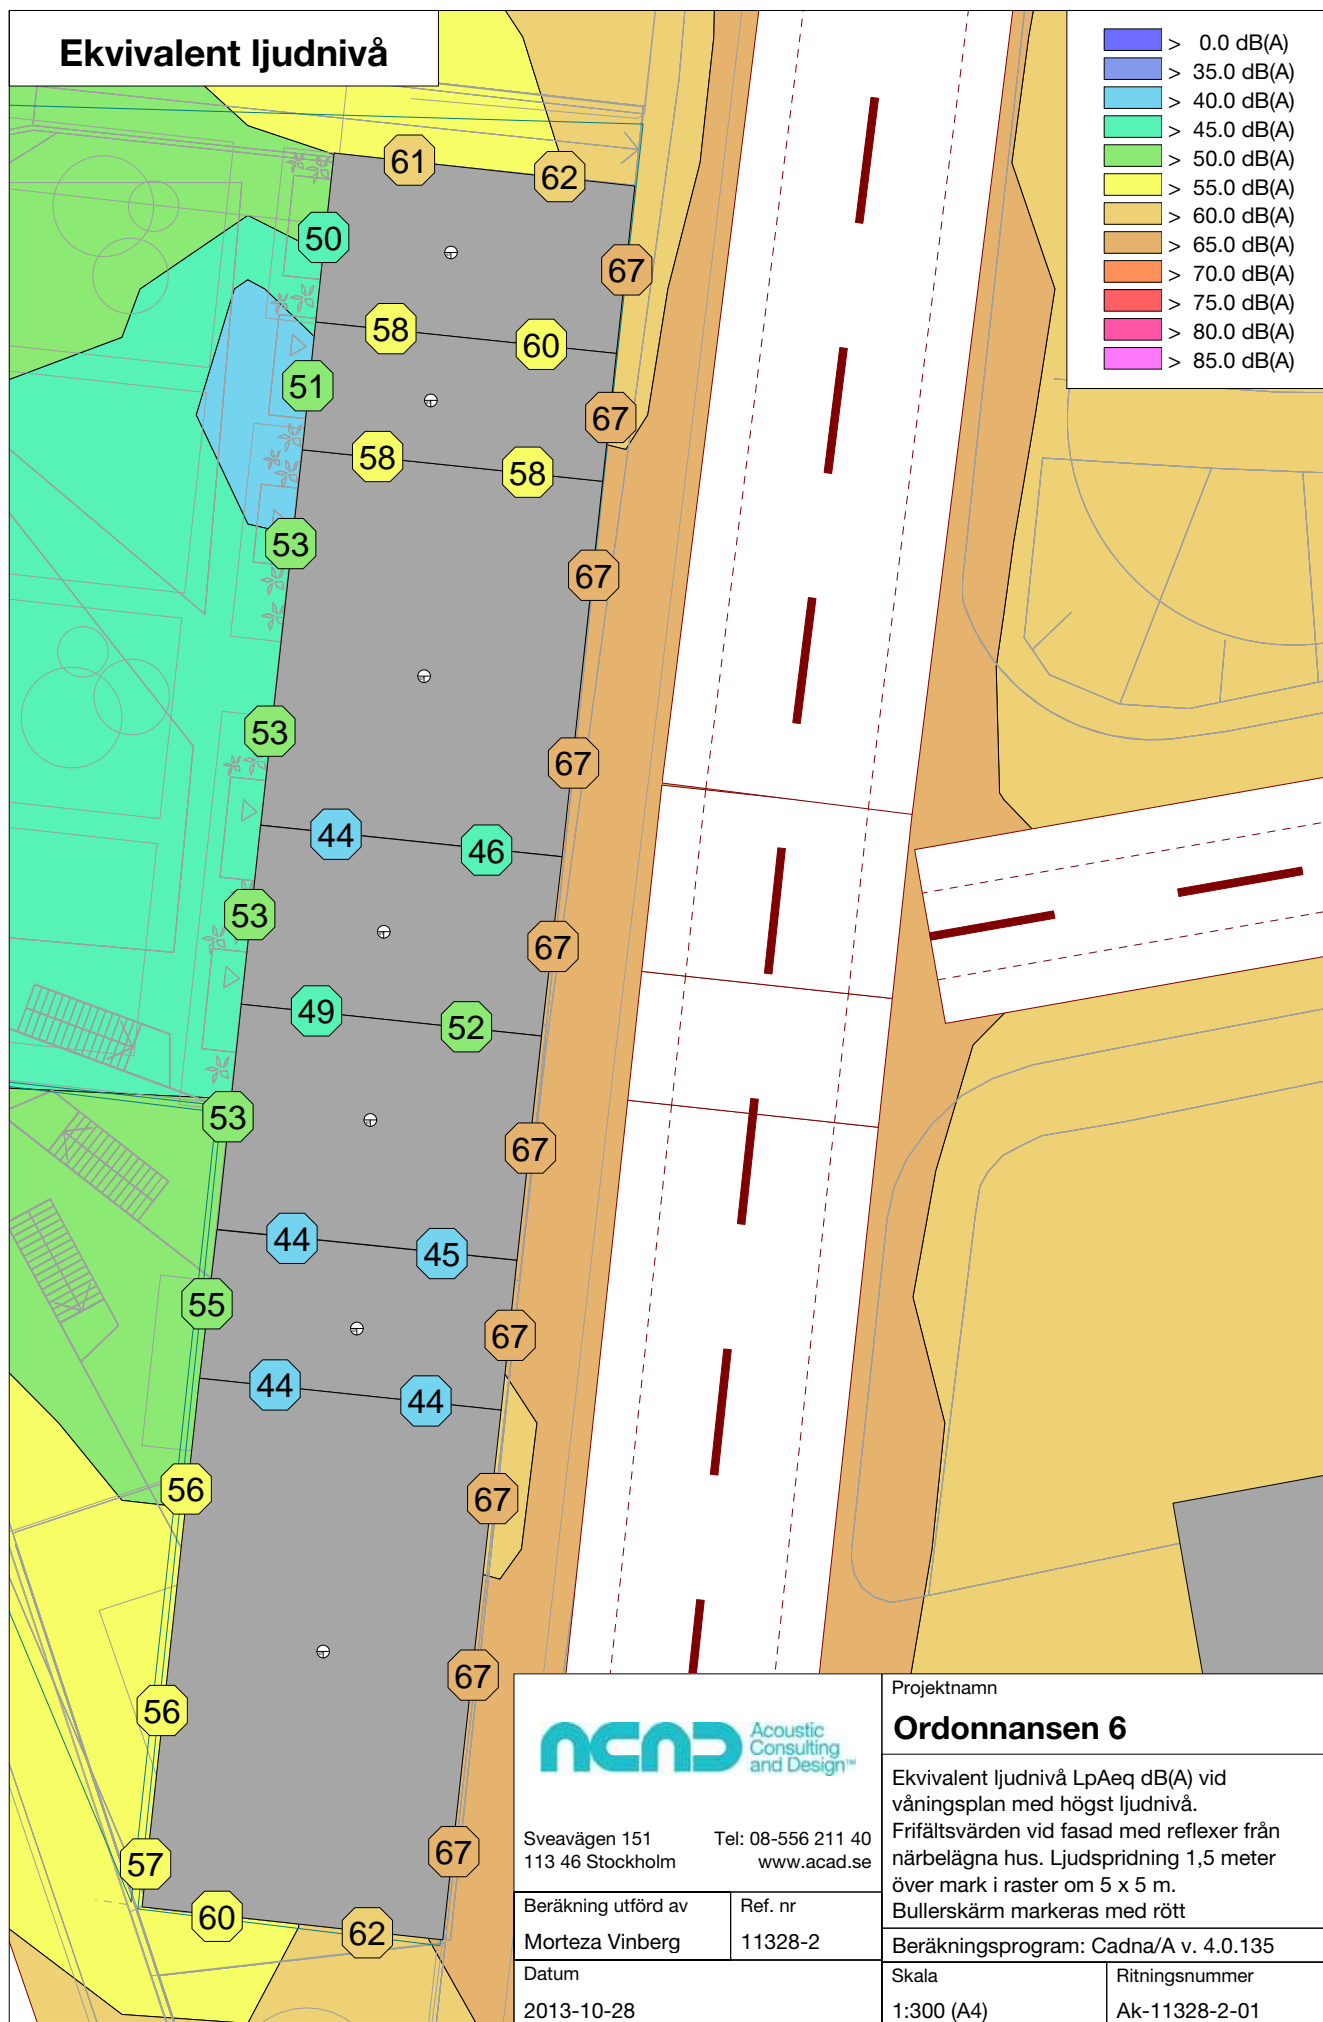 Ekvivalent ljudnivå
> 0.0 dB(A)
> 35.0 dB(A)
> 40.0 dB(A)
> 45.0 dB(A)
> 50.0 dB(A)
> 55.0 dB(A)
> 60.0 dB(A)
> 65.0 dB(A)
> 70.0 dB(A)
> 75.0 dB(A)
> 80.0 dB(A)
> 85.0 dB(A)
61
62
50
67
58
60
51
67
58
58
53
67
53
67
44
46
53
67
49
52
53
67
44
45
55
67
44
44
56
67
56
67
57
67
60
62
ACAD
Acoustic
Consulting
and Design™
Sveavägen 151
113 46 Stockholm
Tel: 08-556 211 40
www.acad.se
Beräkning utförd av
Morteza Vinberg
Ref. nr
11328-2
Datum
2013-10-28
Projektnamn
Ordonnansen 6
Ekvivalent ljudnivå LpAeq dB(A) vid
våningsplan med högst ljudnivå.
Frifältsvärden vid fasad med reflexer från
närbelägna hus. Ljudspridning 1,5 meter
över mark i raster om 5 x 5 m.
Bullerskärm markeras med rött
Beräkningsprogram: Cadna/A v. 4.0.135
Skala
1:300 (A4)
Ritningsnummer
Ak-11328-2-01